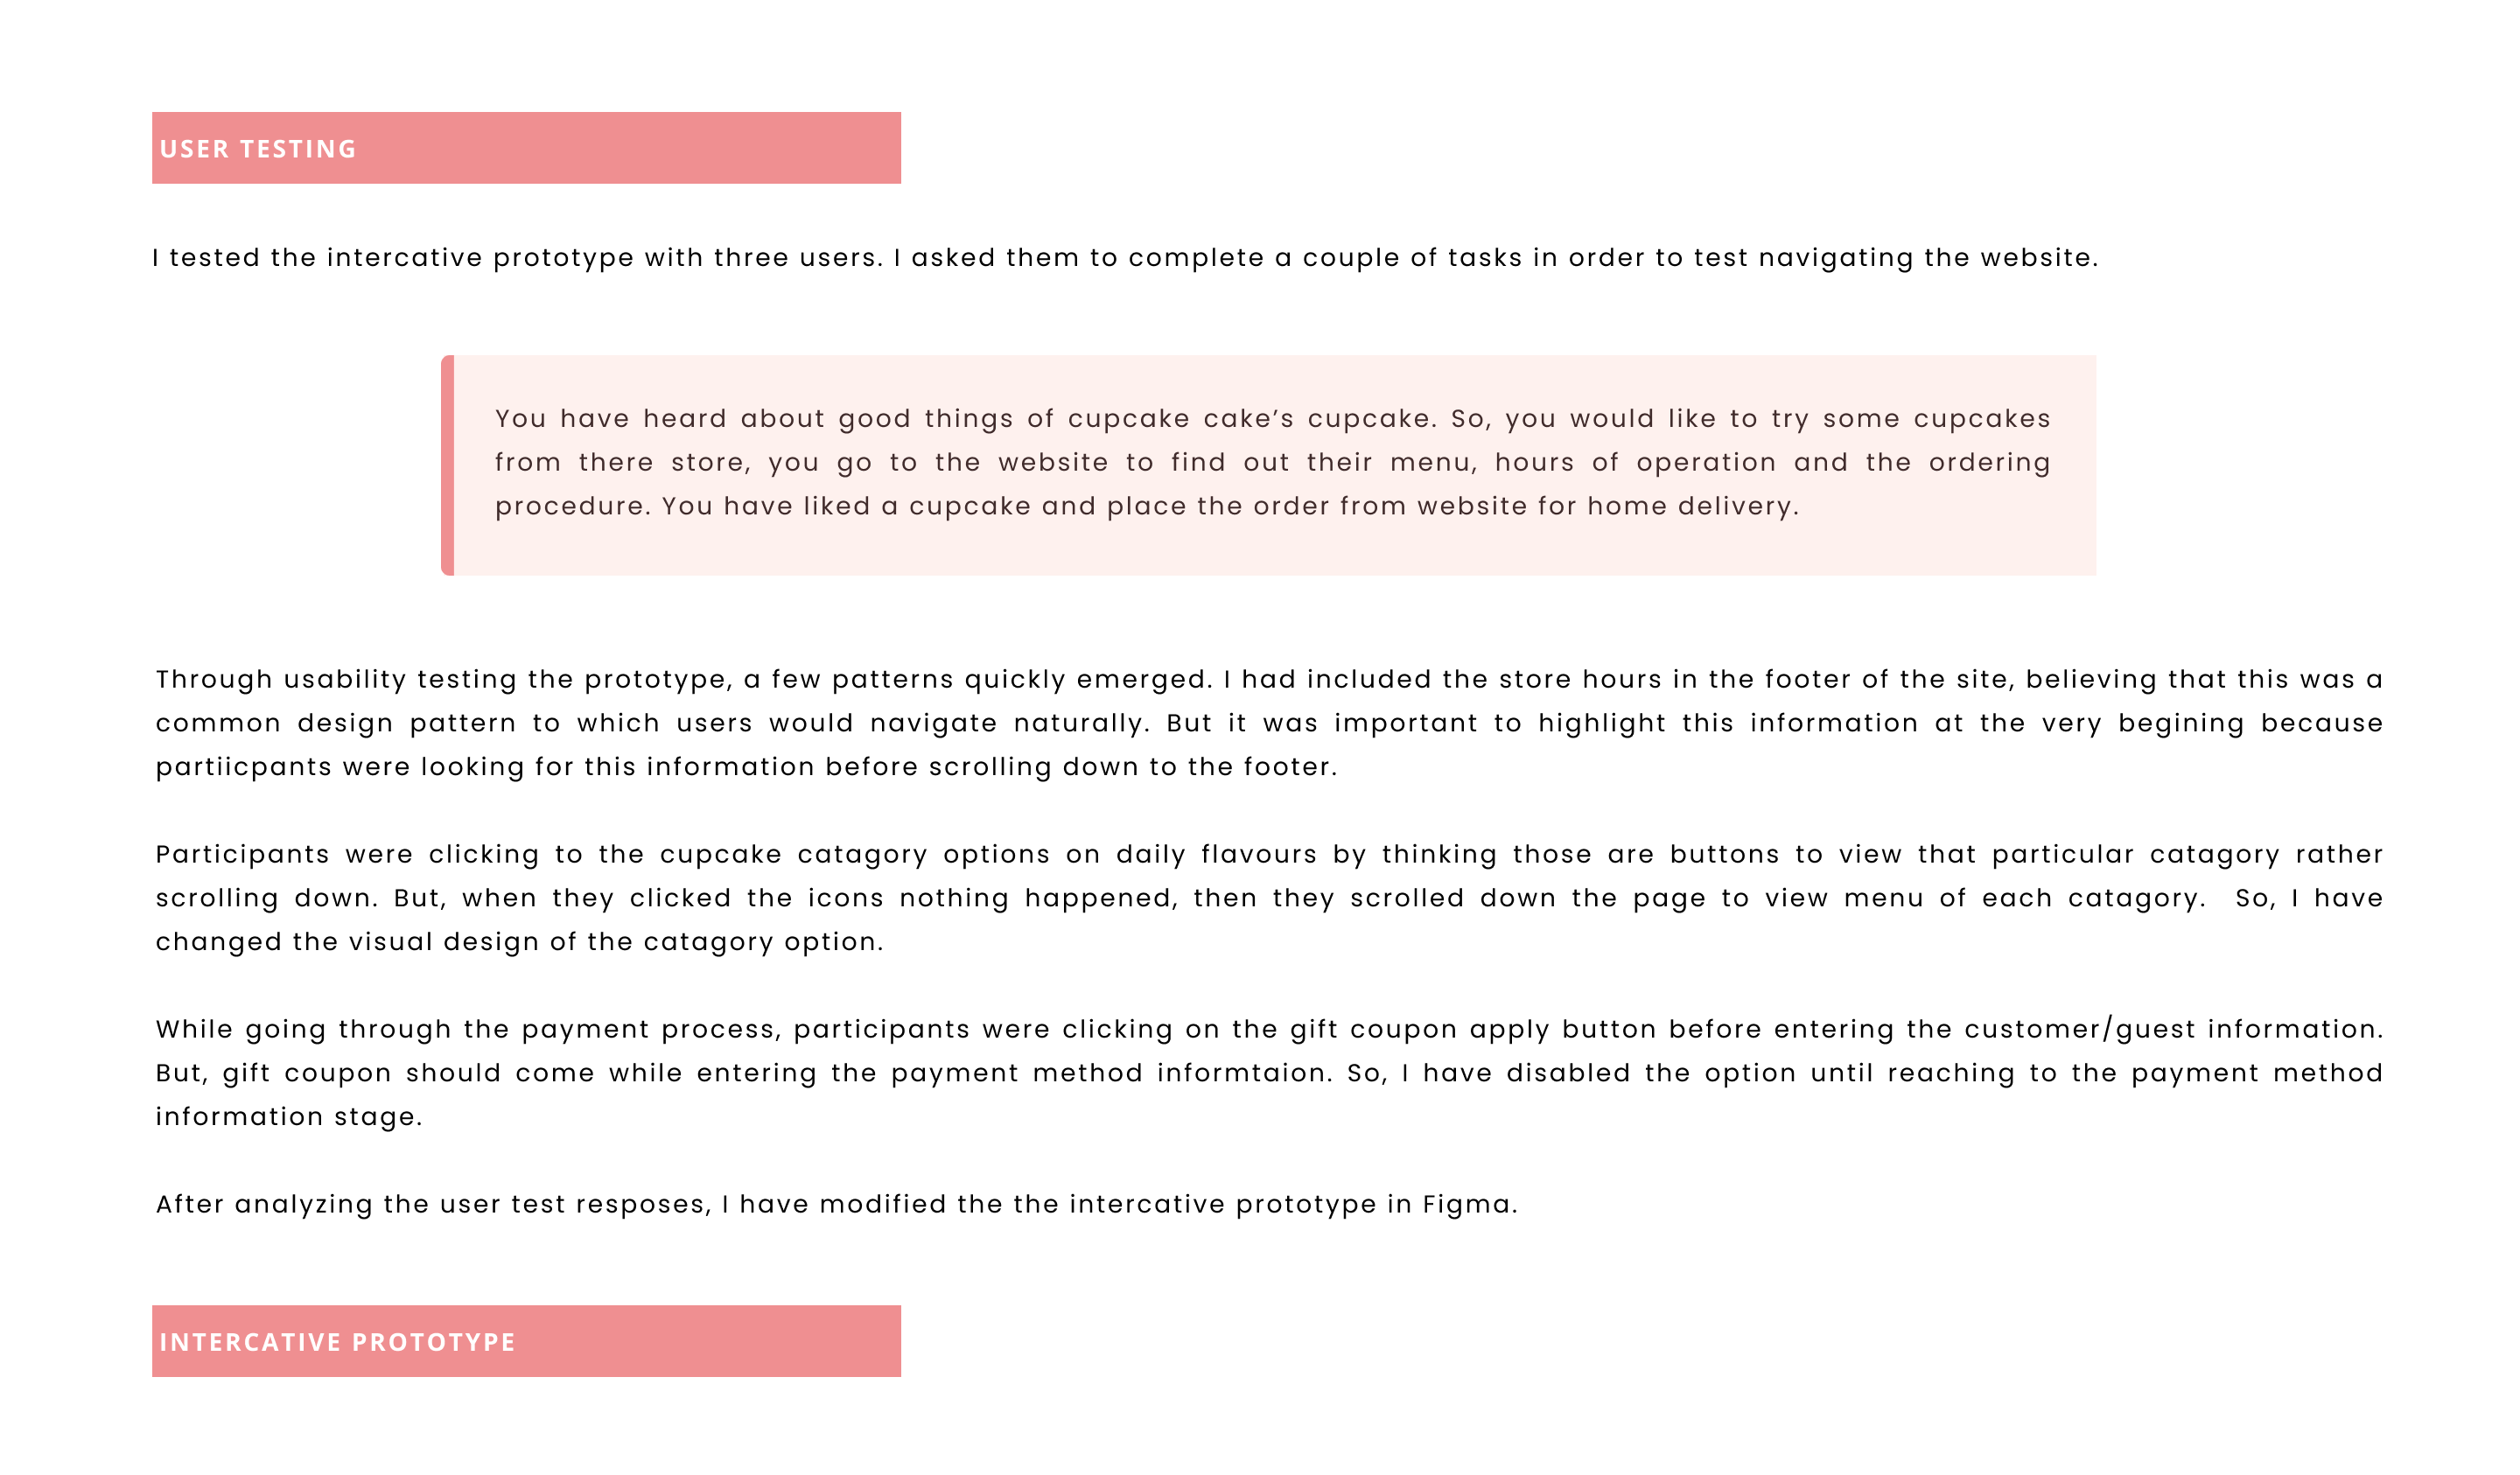 USER TESTING
I tested the intercative prototype with three users. I asked them to complete a couple of tasks in order to test navigating the website.
You have heard about good things of cupcake cake’s cupcake. So, you would like to try some cupcakes
from there store, you go to the website to find out their menu, hours of operation and the ordering
procedure. You have liked a cupcake and place the order from website for home delivery.
Through usability testing the prototype, a few patterns quickly emerged. I had included the store hours in the footer of the site, believing that this was a
common design pattern to which users would navigate naturally. But it was important to highlight this information at the very begining because
partiicpants were looking for this information before scrolling down to the footer.
Participants were clicking to the cupcake catagory options on daily flavours by thinking those are buttons to view that particular catagory rather
scrolling down. But, when they clicked the icons nothing happened, then they scrolled down the page to view menu of each catagory.  So, I have
changed the visual design of the catagory option.
While going through the payment process, participants were clicking on the gift coupon apply button before entering the customer/guest information.
But, gift coupon should come while entering the payment method informtaion. So, I have disabled the option until reaching to the payment method
information stage.
After analyzing the user test resposes, I have modified the the intercative prototype in Figma.
INTERCATIVE PROTOTYPE